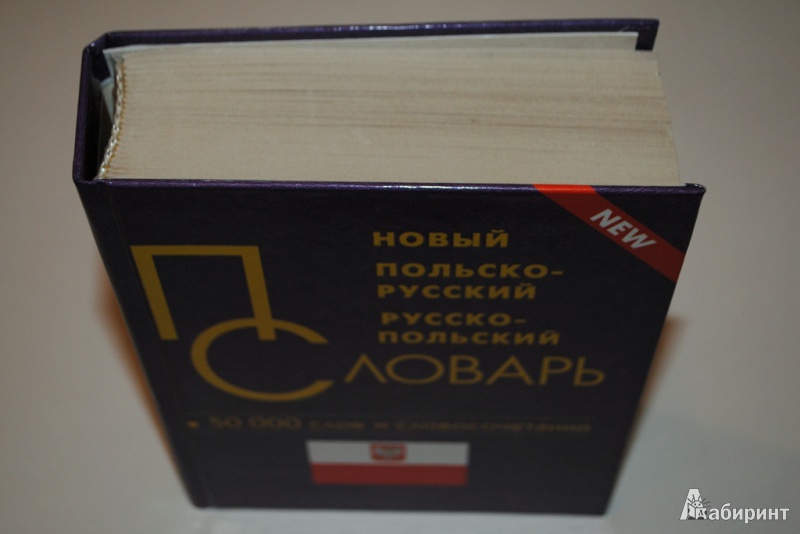 NEW
НОВЫЙ
ПОЛЬСКО-
РУССКИЙ
РУССКО-
ПОЛЬСКИЙ
П
СЛОВАРЬ
• 50 000 СЛОВ И СЛОВОСОЧЕТАНИЙ
Лабиринт